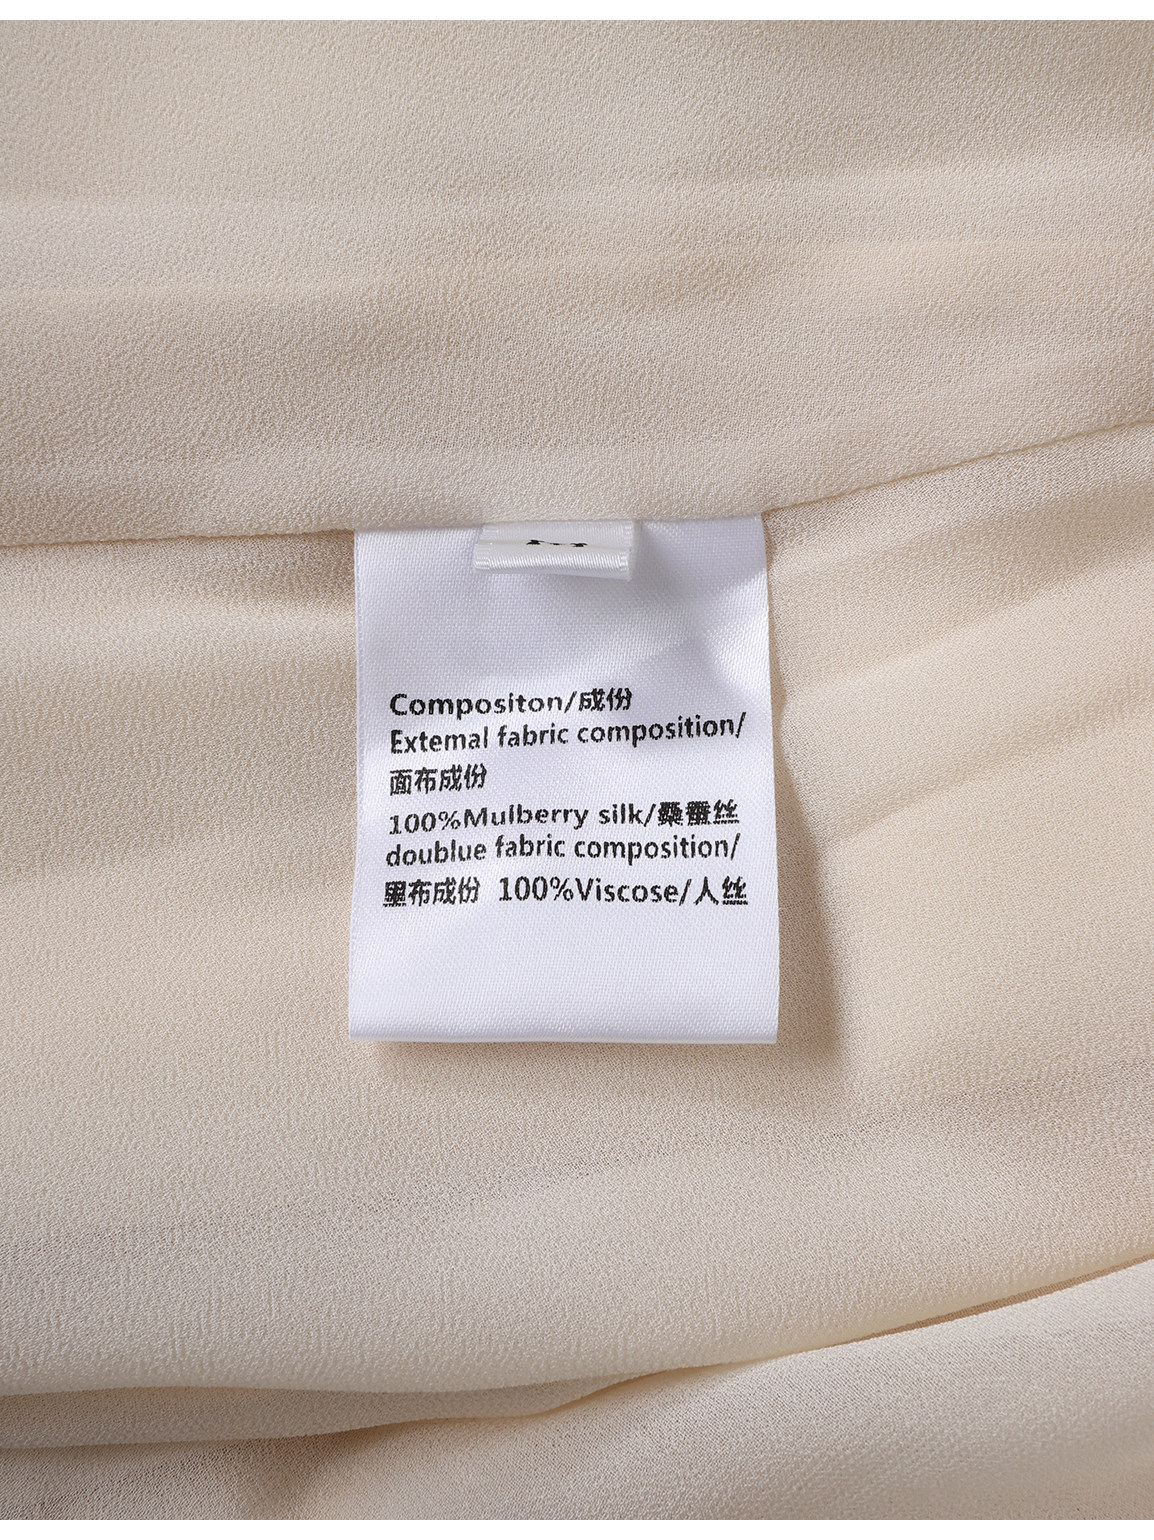 Compositon/成份
Extemal fabric composition/
面布成份
100%Mulberry silk/桑蚕丝
doublue fabric composition/
里布成份 100%Viscose/人丝